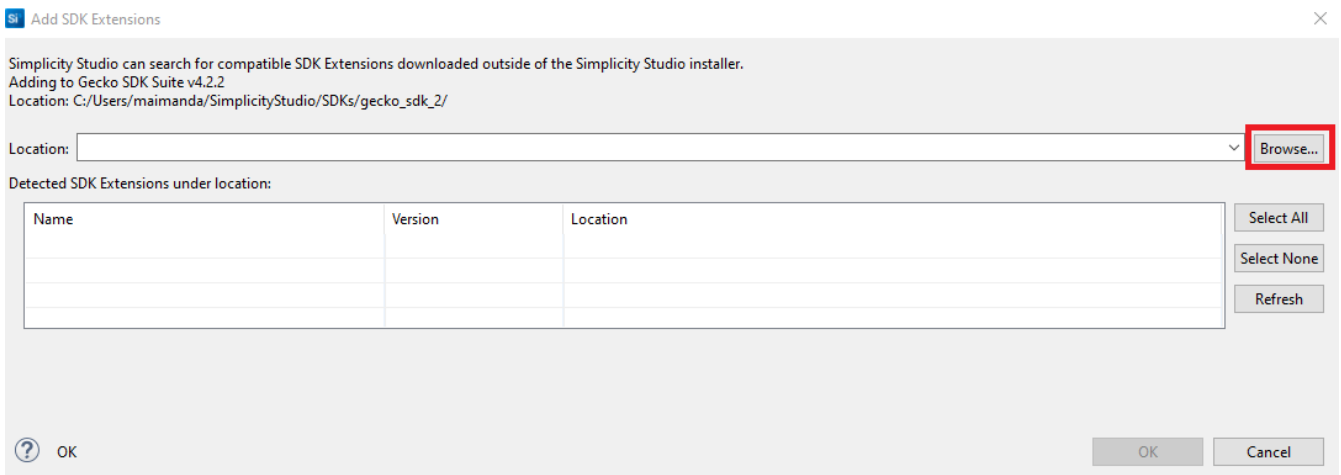 Si Add SDK Extensions
Simplicity Studio can search for compatible SDK Extensions downloaded outside of the Simplicity Studio installer.
Adding to Gecko SDK Suite v4.2.2
Location: C:/Users/maimanda/SimplicityStudio/SDKs/gecko_sdk_2/
Location: Browse...
Detected SDK Extensions under location:
Name Version Location
Select All
Select None
Refresh
? OK OK Cancel